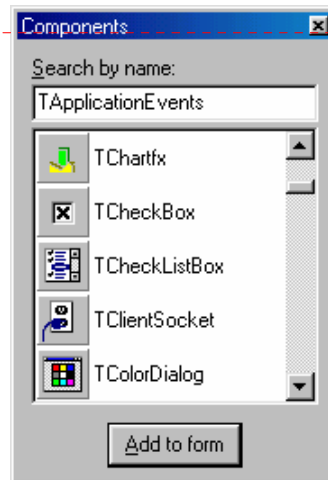 Components
Search by name:
TApplicationEvents
TChartfx
TCheckBox
TCheckListBox
TClientSocket
TColorDialog
Add to form